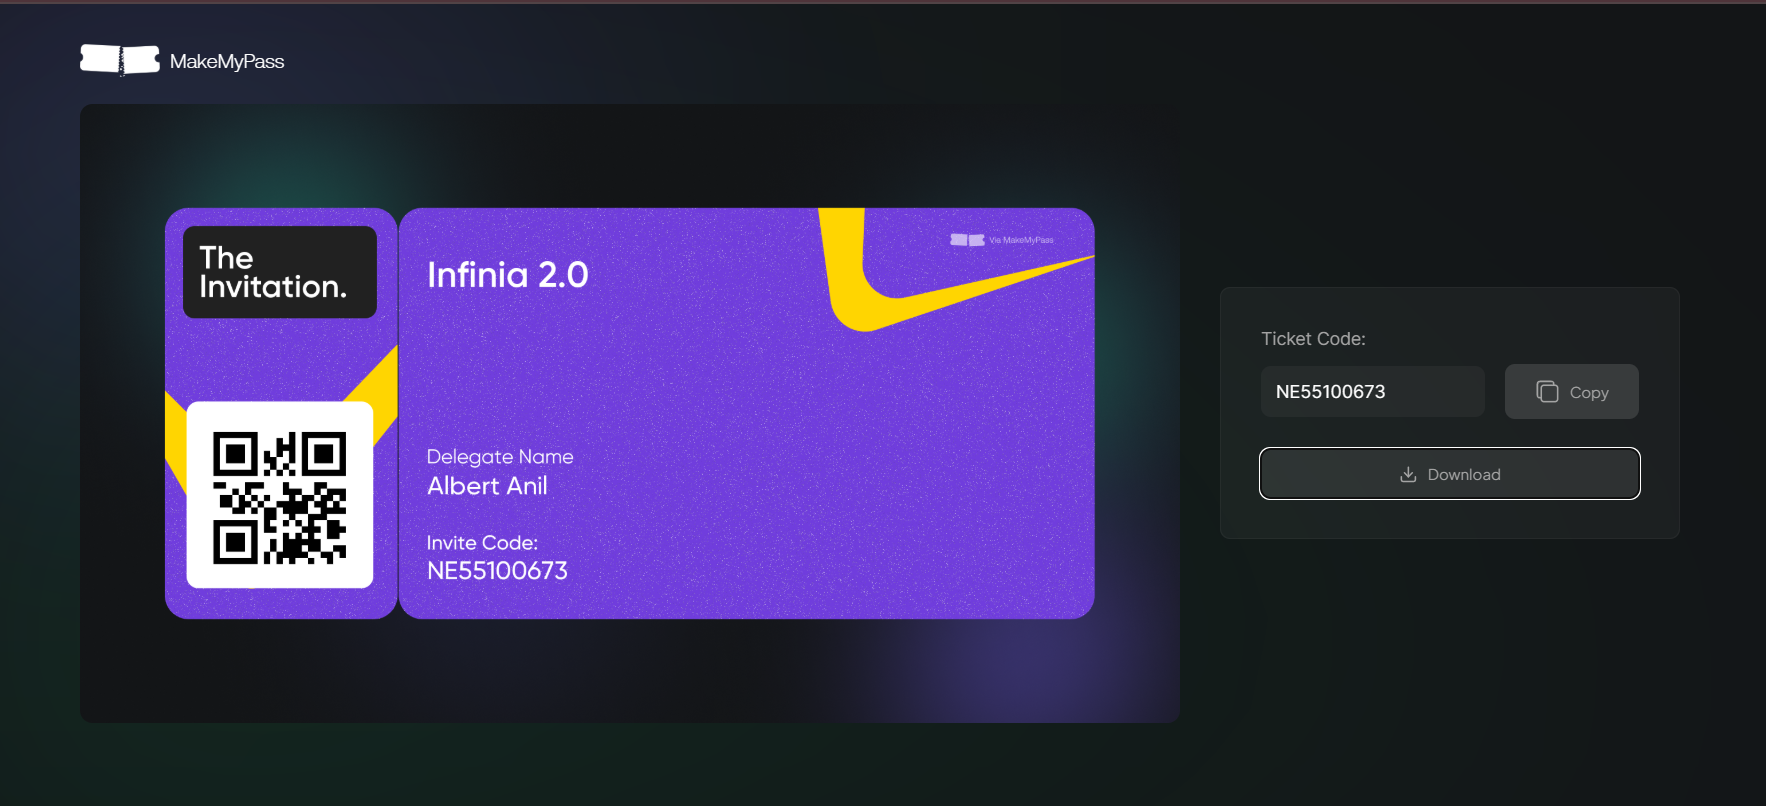 MakeMyPass
The
Invitation.
Infinia 2.0
Via MakeMyPass
Delegate Name
Albert Anil
Invite Code:
NE55100673
Ticket Code:
NE55100673
Copy
Download